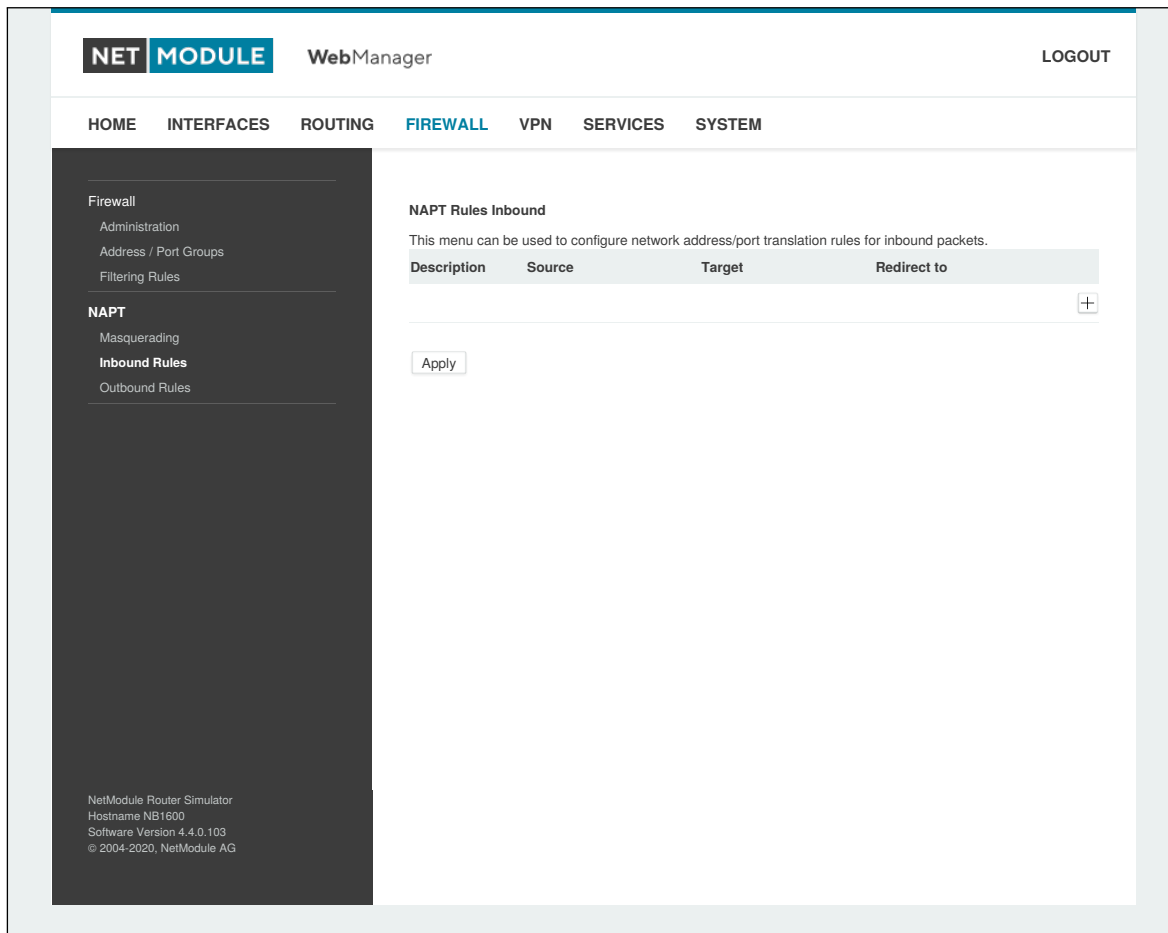 NET MODULE WebManager LOGOUT
HOME INTERFACES ROUTING FIREWALL VPN SERVICES SYSTEM
Firewall
Administration
Address / Port Groups
Filtering Rules
NAPT
Masquerading
Inbound Rules
Outbound Rules
NAPT Rules Inbound
This menu can be used to configure network address/port translation rules for inbound packets.
Description Source Target Redirect to
Apply
NetModule Router Simulator
Hostname NB1600
Software Version 4.4.0.103
© 2004-2020, NetModule AG